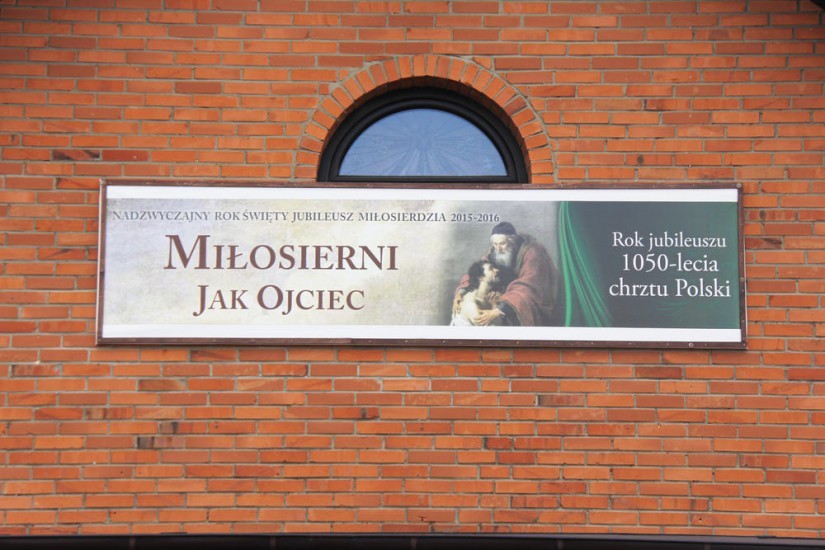 NADZWYCZAJNY ROK ŚWIĘTY JUBILEUSZ MIŁOSIERDZIA 2015-2016
MIŁOSIERNI
JAK OJCIEC
Rok jubileuszu
1050-lecia
chrztu Polski